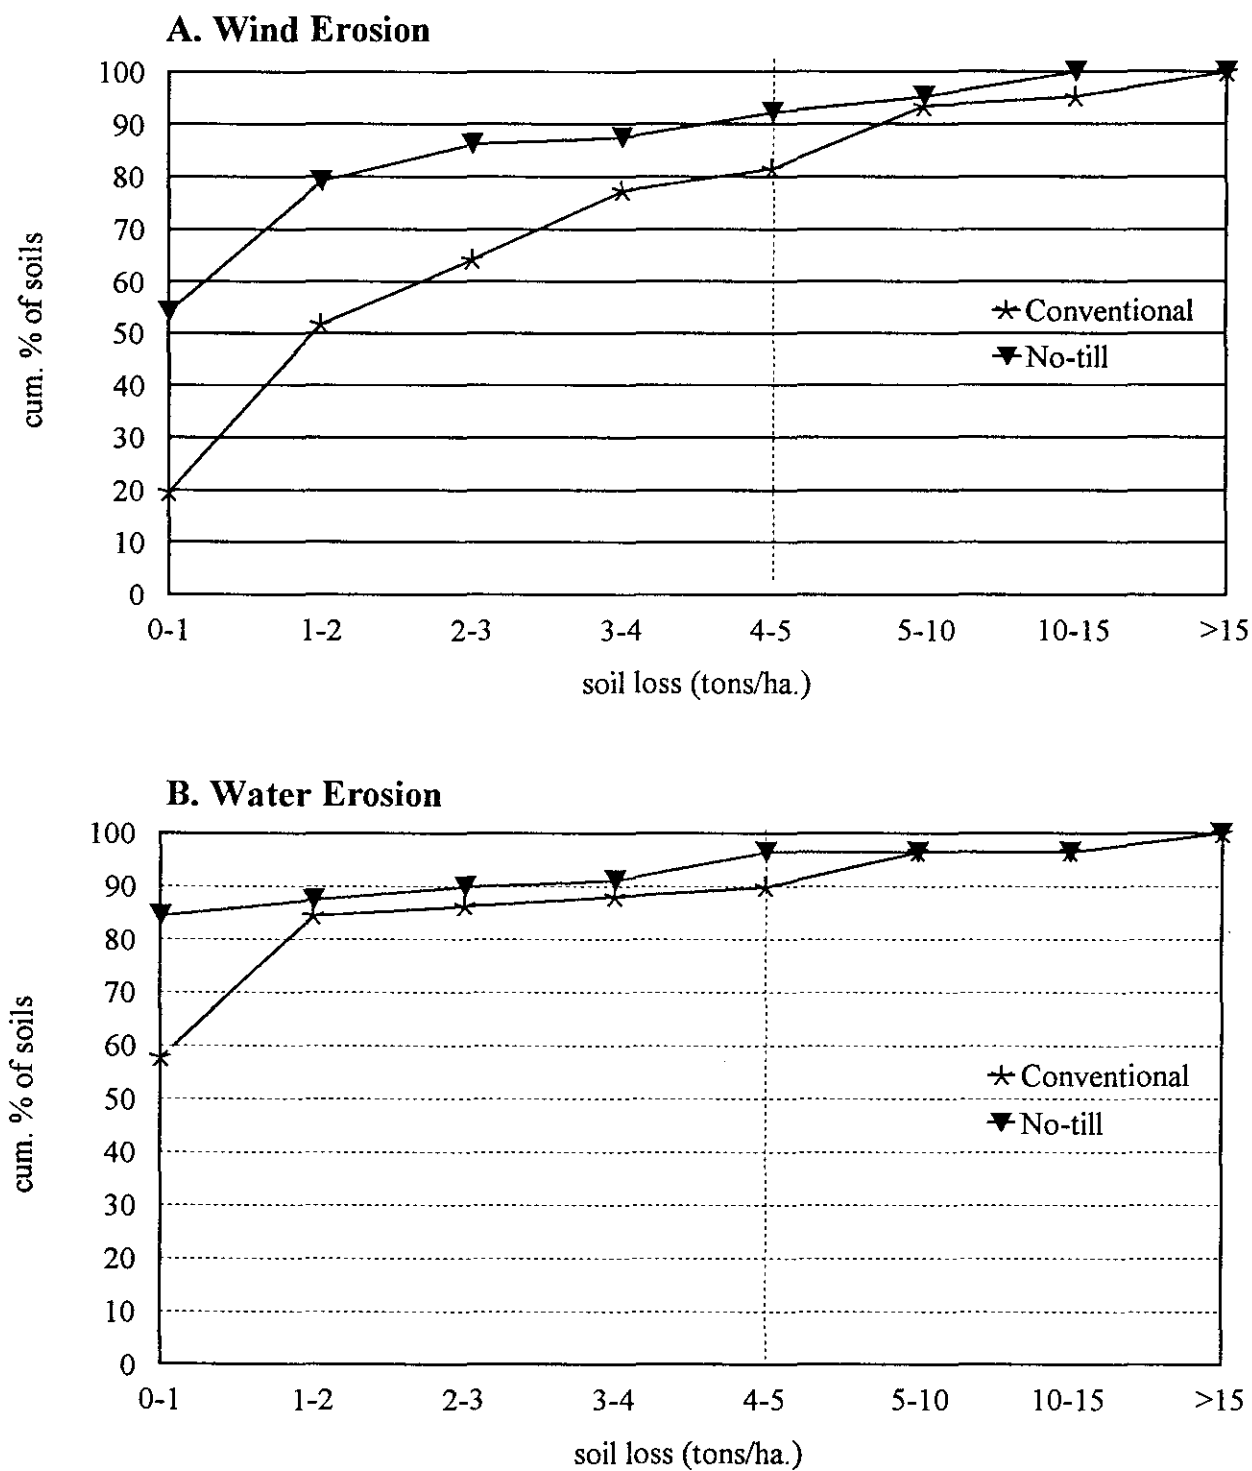 A. Wind Erosion
100
90
80
70
60
50
40
30
20
10
0
cum. % of soils
Conventional
No-till
0-1 1-2 2-3 3-4 4-5 5-10 10-15 >15
soil loss (tons/ha.)
B. Water Erosion
100
90
80
70
60
50
40
30
20
10
0
cum. % of soils
Conventional
No-till
0-1 1-2 2-3 3-4 4-5 5-10 10-15 >15
soil loss (tons/ha.)